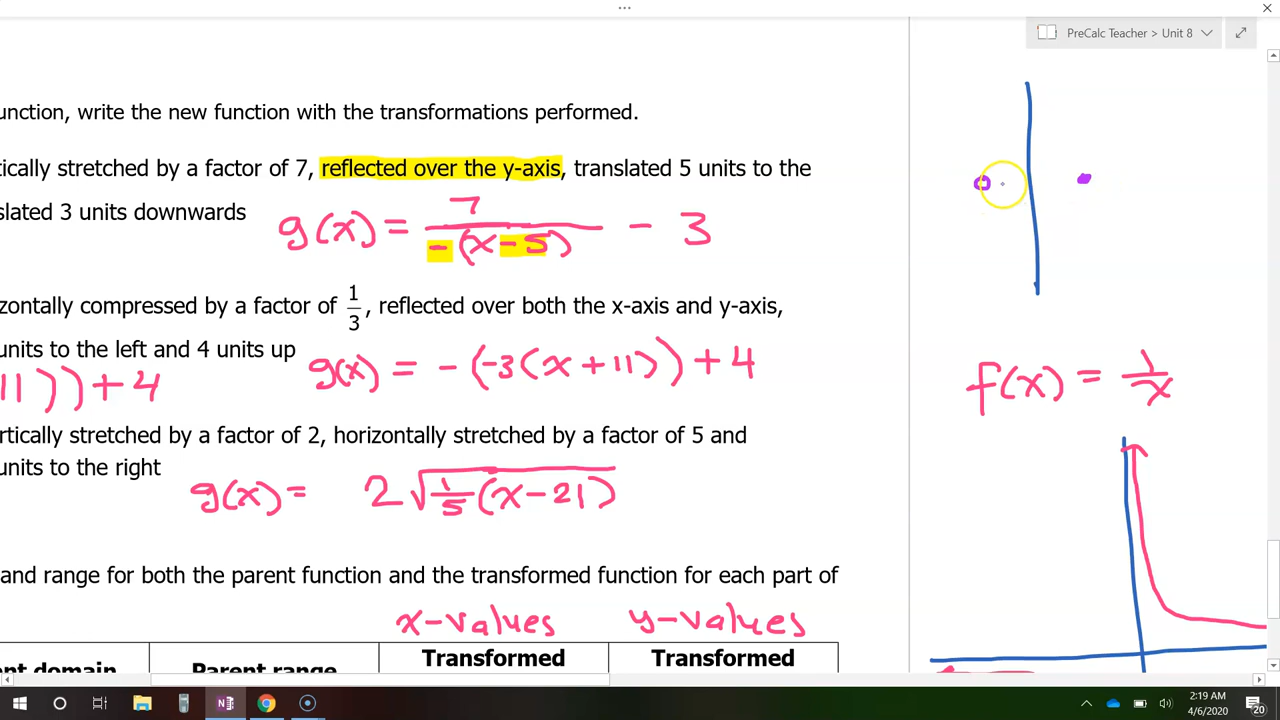 ...
PreCalc Teacher > Unit 8
unction, write the new function with the transformations performed.
tically stretched by a factor of 7, reflected over the y-axis, translated 5 units to the
slated 3 units downwards
g(x) = 7/-(x-5) - 3
izontally compressed by a factor of 1/3, reflected over both the x-axis and y-axis,
units to the left and 4 units up
g(x) = -(-3(x+11))+4
11))+4
f(x) = 1/x
rtically stretched by a factor of 2, horizontally stretched by a factor of 5 and
units to the right
g(x) = 2√1/5(x-21)
and range for both the parent function and the transformed function for each part of
x-values y-values
nt domain Parent range Transformed Transformed
2:19 AM
4/6/2020
20